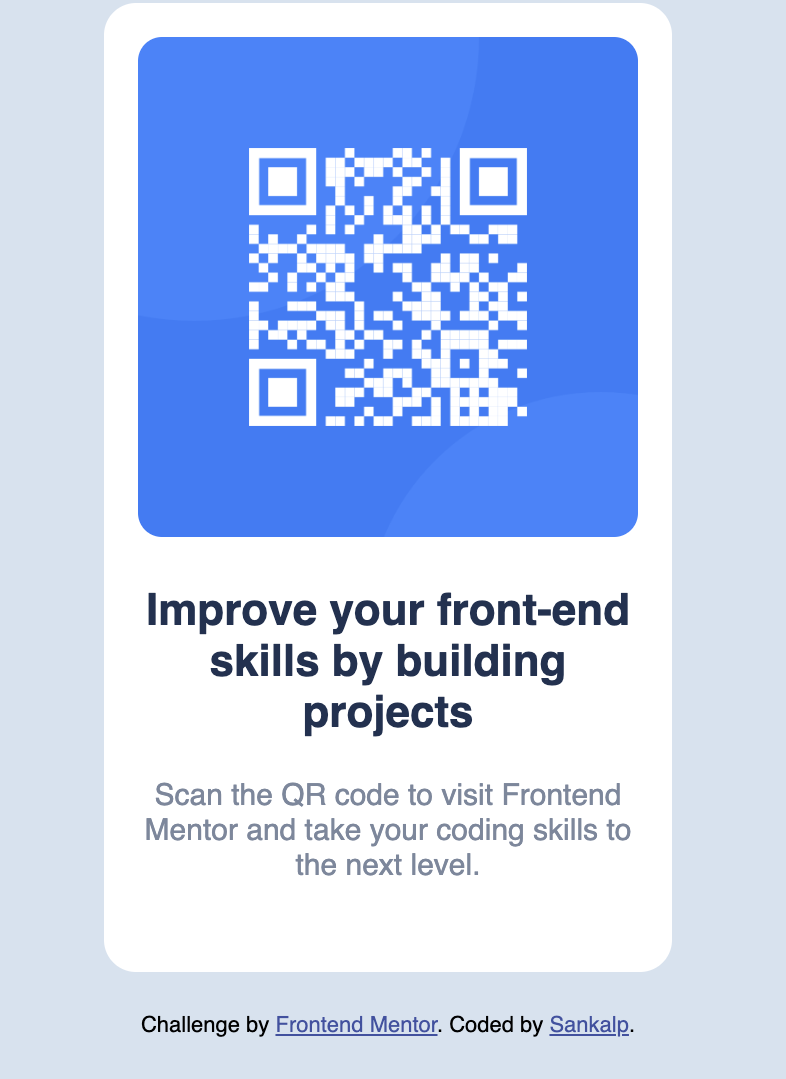 Improve your front-end
skills by building
projects
Scan the QR code to visit Frontend
Mentor and take your coding skills to
the next level.
Challenge by Frontend Mentor. Coded by Sankalp.